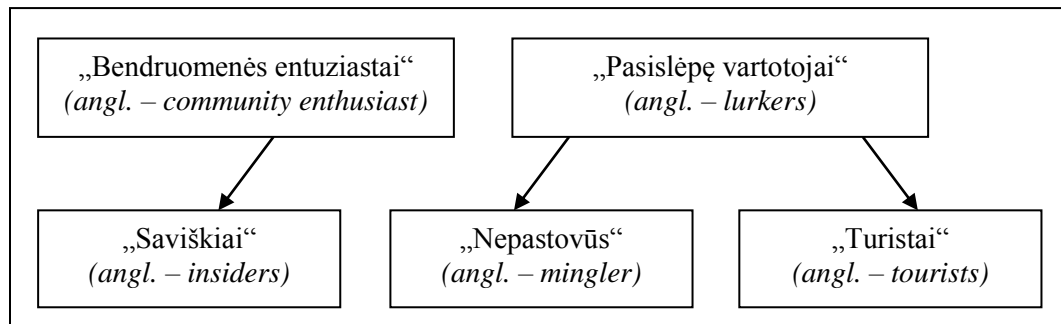 „Bendruomenės entuziastai“
(angl. – community enthusiast)
„Pasislėpę vartotojai“
(angl. – lurkers)
„Saviškiai“
(angl. – insiders)
„Nepastovūs“
(angl. – mingler)
„Turistai“
(angl. – tourists)